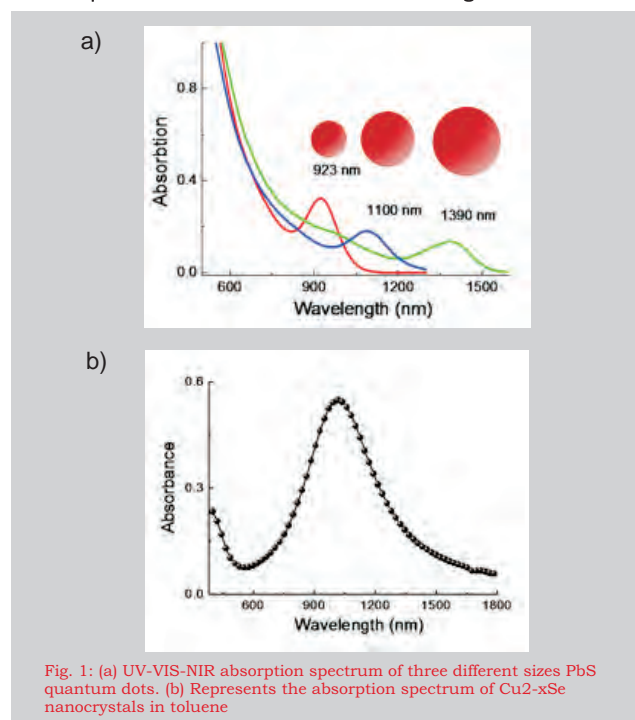 a)
0.8
0.4
0.0
Absorbtion
923 nm
1100 nm
1390 nm
600 900 1200 1500
Wavelength (nm)
b)
0.6
0.3
0.0
Absorbance
600 900 1200 1500 1800
Wavelength (nm)
Fig. 1: (a) UV-VIS-NIR absorption spectrum of three different sizes PbS
quantum dots. (b) Represents the absorption spectrum of Cu2-xSe
nanocrystals in toluene